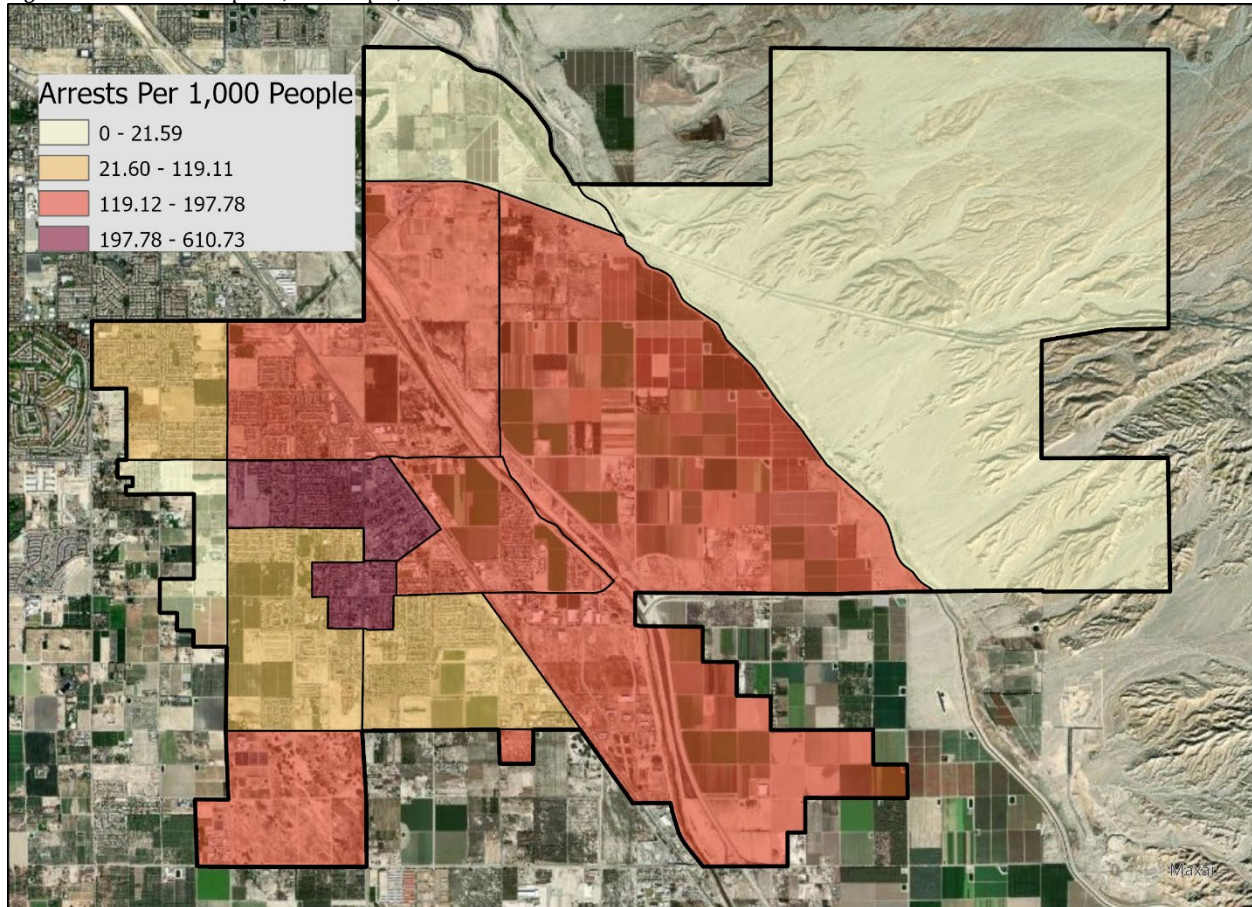 Arrests Per 1,000 People
0 - 21.59
21.60 - 119.11
119.12 - 197.78
197.78 - 610.73
Maxar